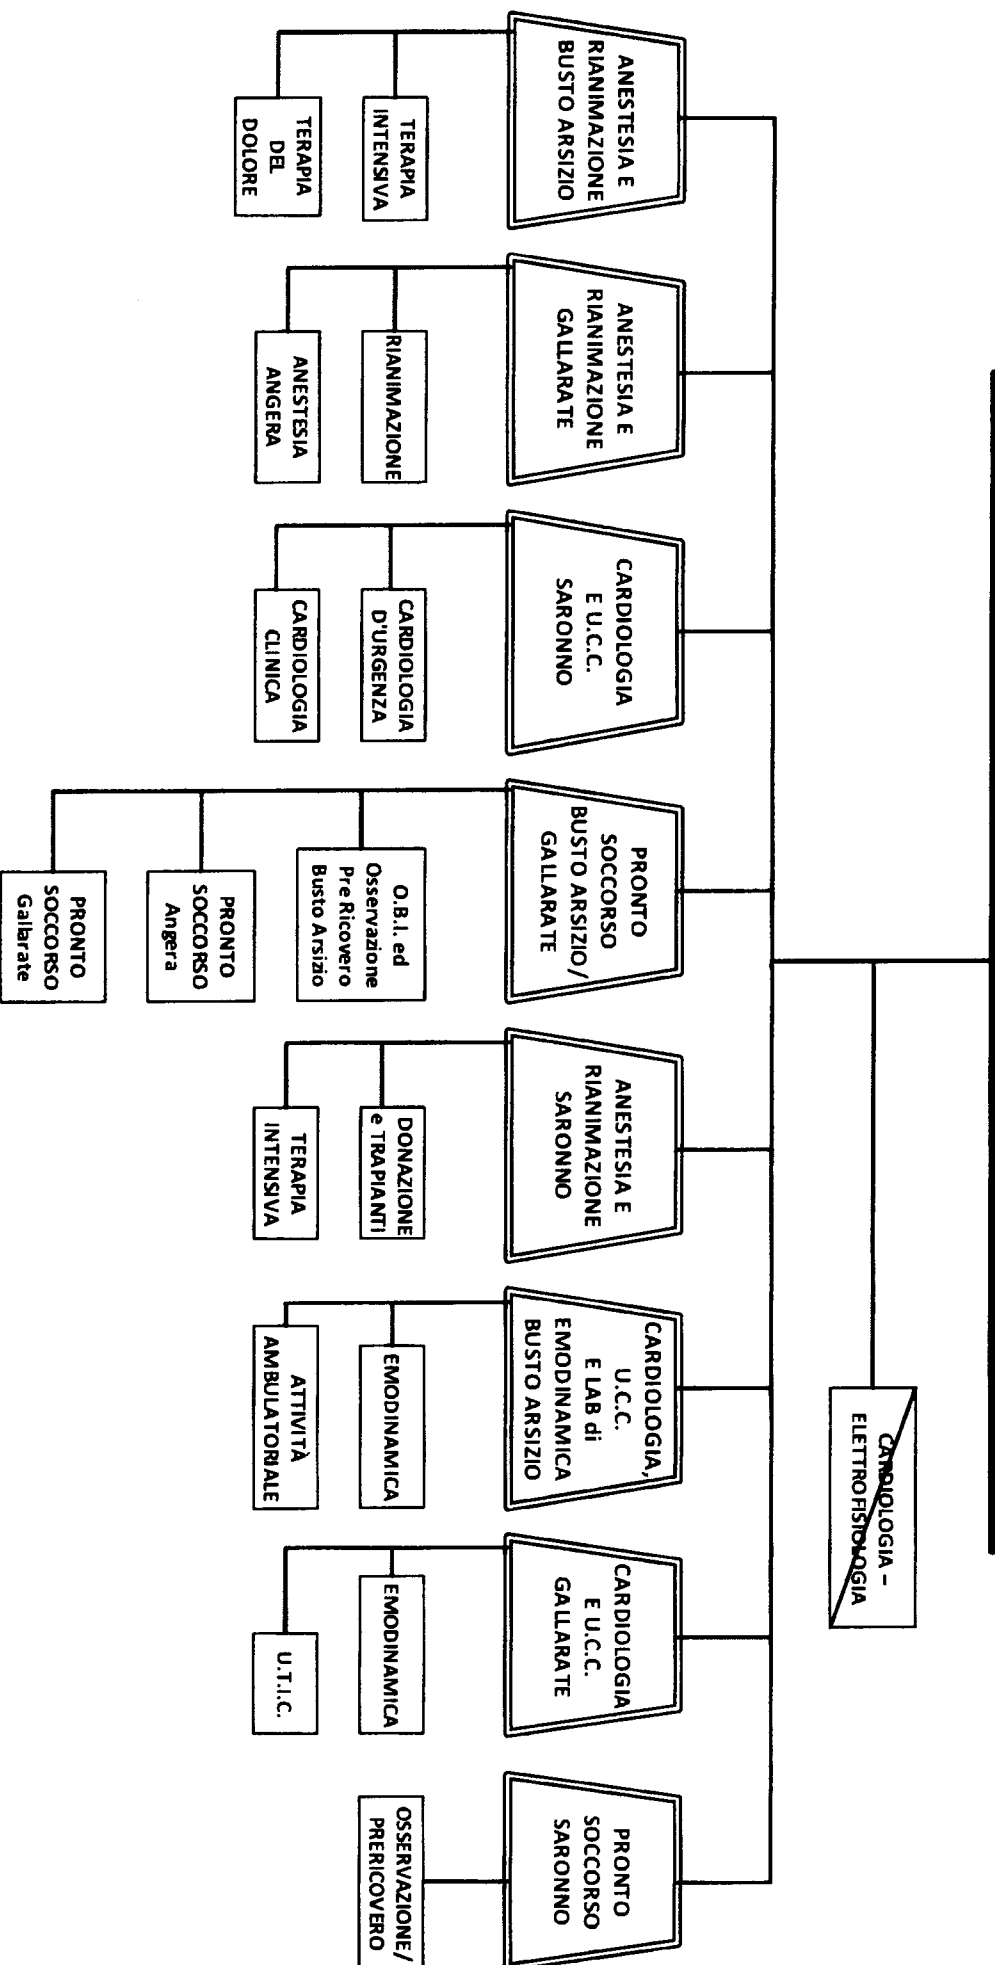 CARDIOLOGIA –
ELETTROFISIOLOGIA
ANESTESIA E
RIANIMAZIONE
BUSTO ARSIZIO
TERAPIA
INTENSIVA
TERAPIA
DEL
DOLORE
ANESTESIA E
RIANIMAZIONE
GALLARATE
RIANIMAZIONE
ANESTESIA
ANGERA
CARDIOLOGIA
E U.C.C.
SARONNO
CARDIOLOGIA
D'URGENZA
CARDIOLOGIA
CLINICA
PRONTO
SOCCORSO
BUSTO ARSIZIO/
GALLARATE
O.B.I. ed
Osservazione
Pre Ricovero
Busto Arsizio
PRONTO
SOCCORSO
Angera
PRONTO
SOCCORSO
Gallarate
ANESTESIA E
RIANIMAZIONE
SARONNO
DONAZIONE
e TRAPIANTI
TERAPIA
INTENSIVA
CARDIOLOGIA,
U.C.C.
E LAB di
EMODINAMICA
BUSTO ARSIZIO
EMODINAMICA
ATTIVITÀ
AMBULATORIALE
CARDIOLOGIA
E U.C.C.
GALLARATE
EMODINAMICA
U.T.I.C.
PRONTO
SOCCORSO
SARONNO
OSSERVAZIONE/
PRERICOVERO